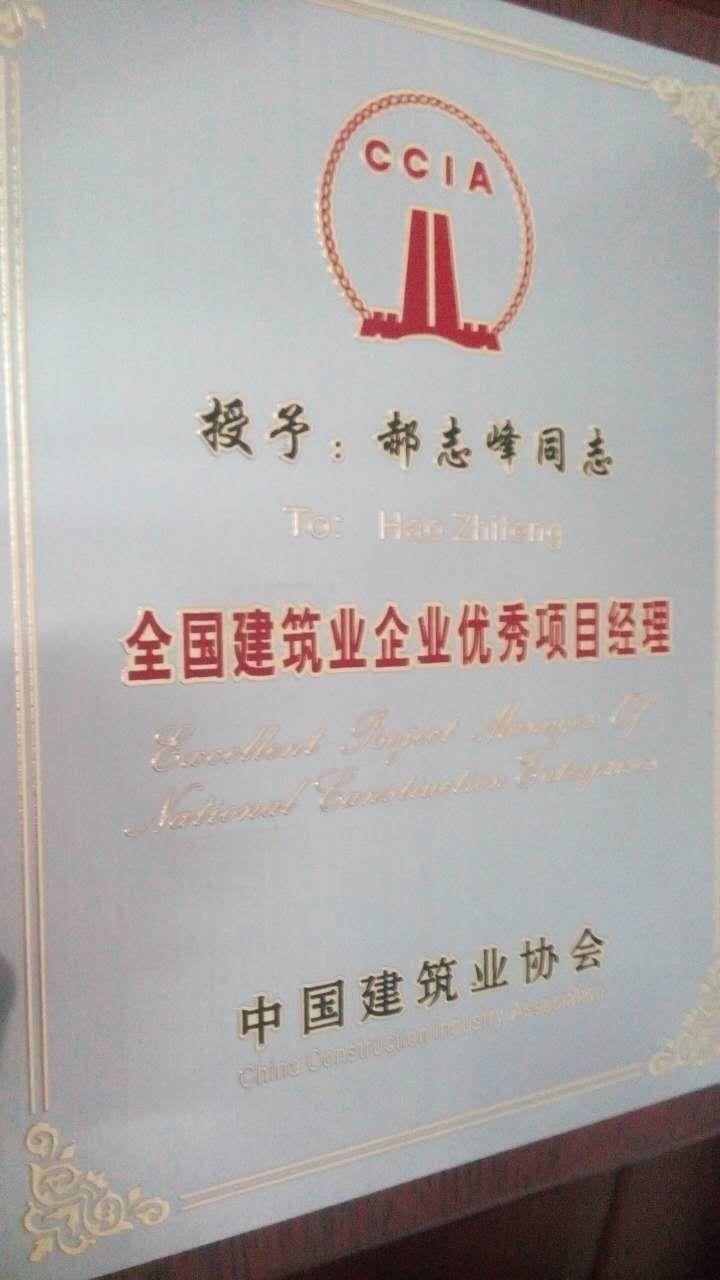 CCIA
授予：郝志峰同志
To: Hao Zhifeng
全国建筑业企业优秀项目经理
Excellent Project Manager Of
National Construction Enterprises
中国建筑业协会
China Construction Industry Association